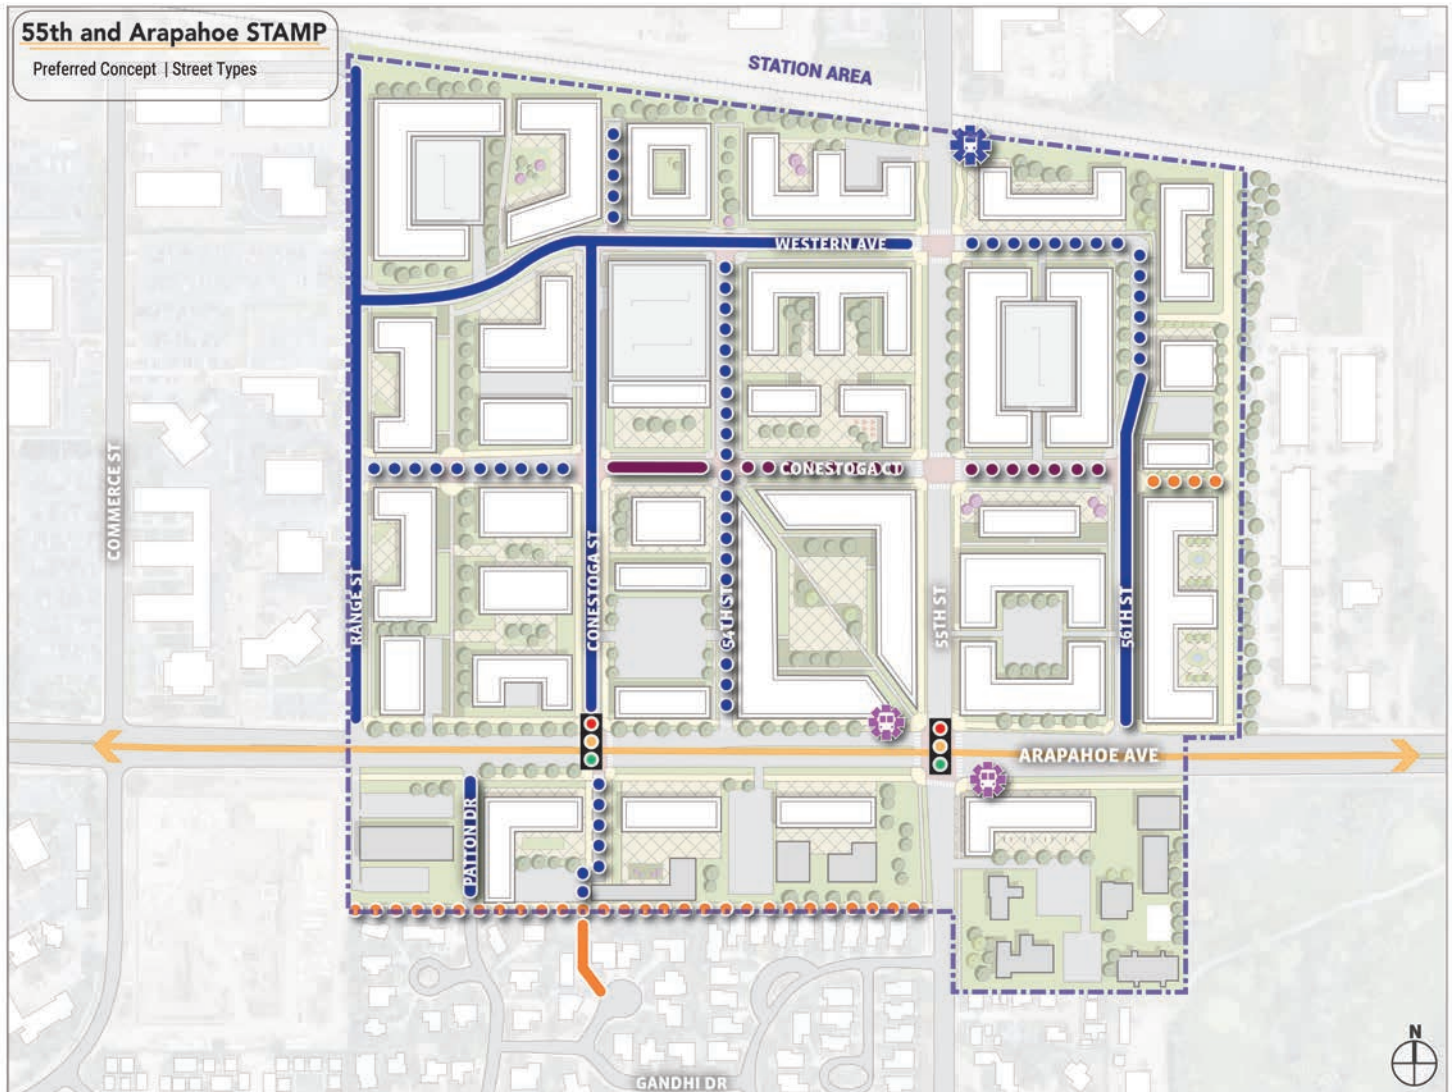 55th and Arapahoe STAMP
Preferred Concept | Street Types
STATION AREA
WESTERN AVE
COMMERCE ST
RANGE ST
CONESTOGA ST
54TH ST
CONESTOGA CT
55TH ST
56TH ST
ARAPAHOE AVE
PATTON DR
GANDHI DR
N